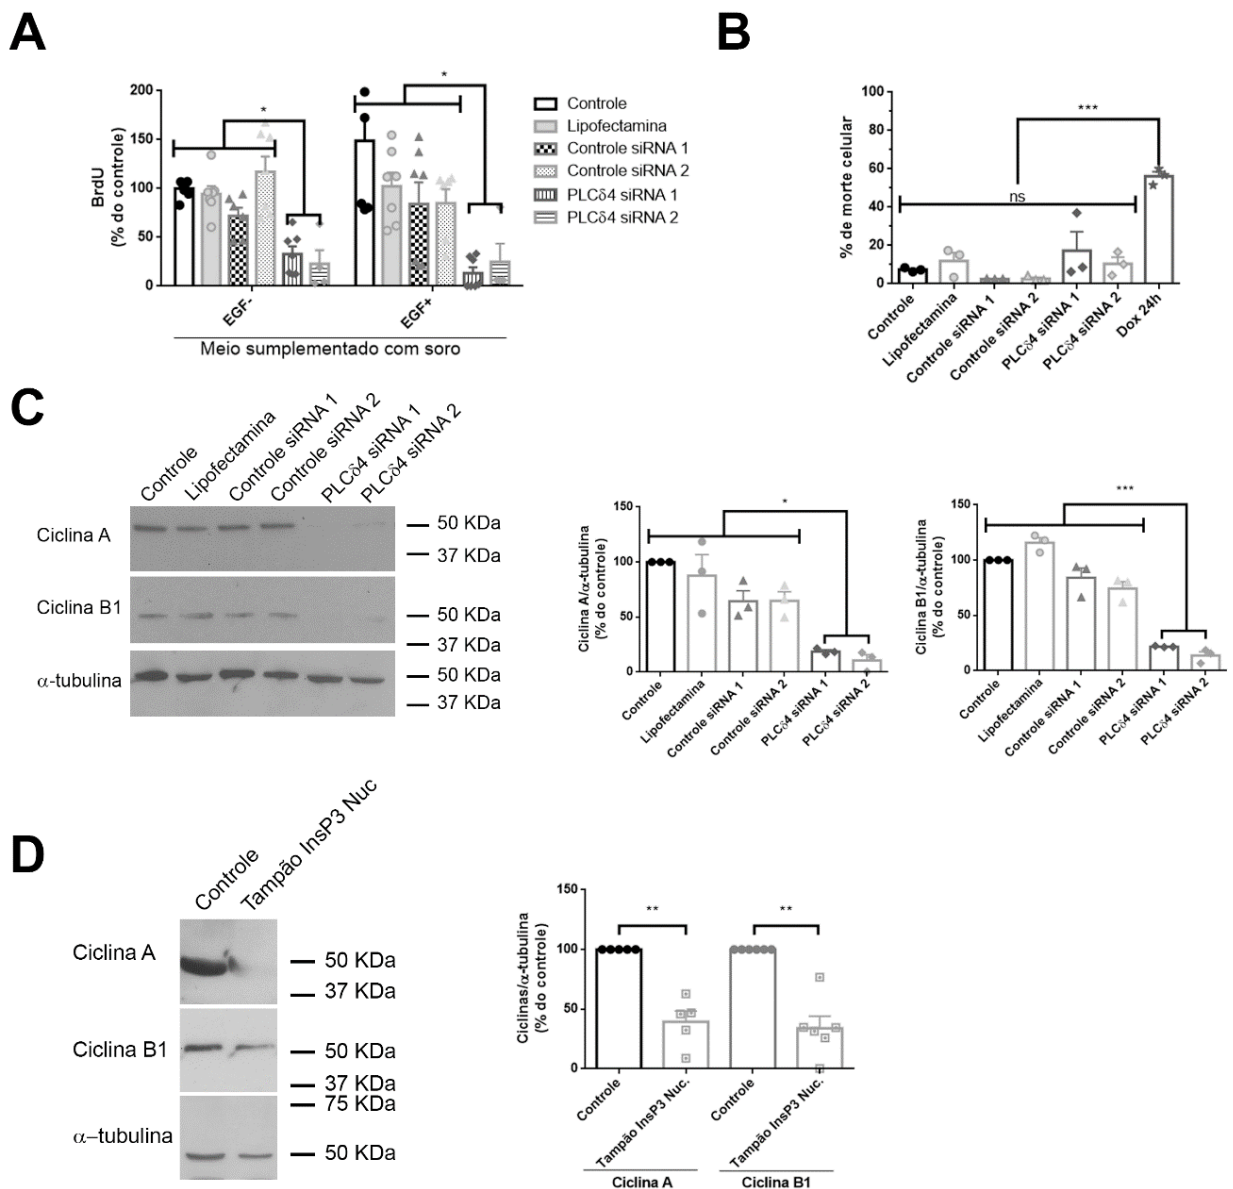 A
BrdU
(% do controle)
200
150
100
50
0
*
*
EGF-
EGF+
Meio sumplementado com soro
Controle
Lipofectamina
Controle siRNA 1
Controle siRNA 2
PLCδ4 siRNA 1
PLCδ4 siRNA 2
B
% de morte celular
100
80
60
40
20
0
***
ns
Controle
Lipofectamina
Controle siRNA 1
Controle siRNA 2
PLCδ4 siRNA 1
PLCδ4 siRNA 2
Dox 24h
C
Controle
Lipofectamina
Controle siRNA 1
Controle siRNA 2
PLCδ4 siRNA 1
PLCδ4 siRNA 2
Ciclina A
50 KDa
37 KDa
Ciclina B1
50 KDa
37 KDa
α-tubulina
50 KDa
37 KDa
Ciclina A/α-tubulina
(% do controle)
150
100
50
0
*
Controle
Lipofectamina
Controle siRNA 1
Controle siRNA 2
PLCδ4 siRNA 1
PLCδ4 siRNA 2
Ciclina B1/α-tubulina
(% do controle)
150
100
50
0
***
Controle
Lipofectamina
Controle siRNA 1
Controle siRNA 2
PLCδ4 siRNA 1
PLCδ4 siRNA 2
D
Controle
Tampão InsP3 Nuc
Ciclina A
50 KDa
37 KDa
Ciclina B1
50 KDa
37 KDa
75 KDa
α–tubulina
50 KDa
Ciclinas/α-tubulina
(% do controle)
150
100
50
0
**
**
Controle
Tampão InsP3 Nuc.
Controle
Tampão InsP3 Nuc.
Ciclina A
Ciclina B1